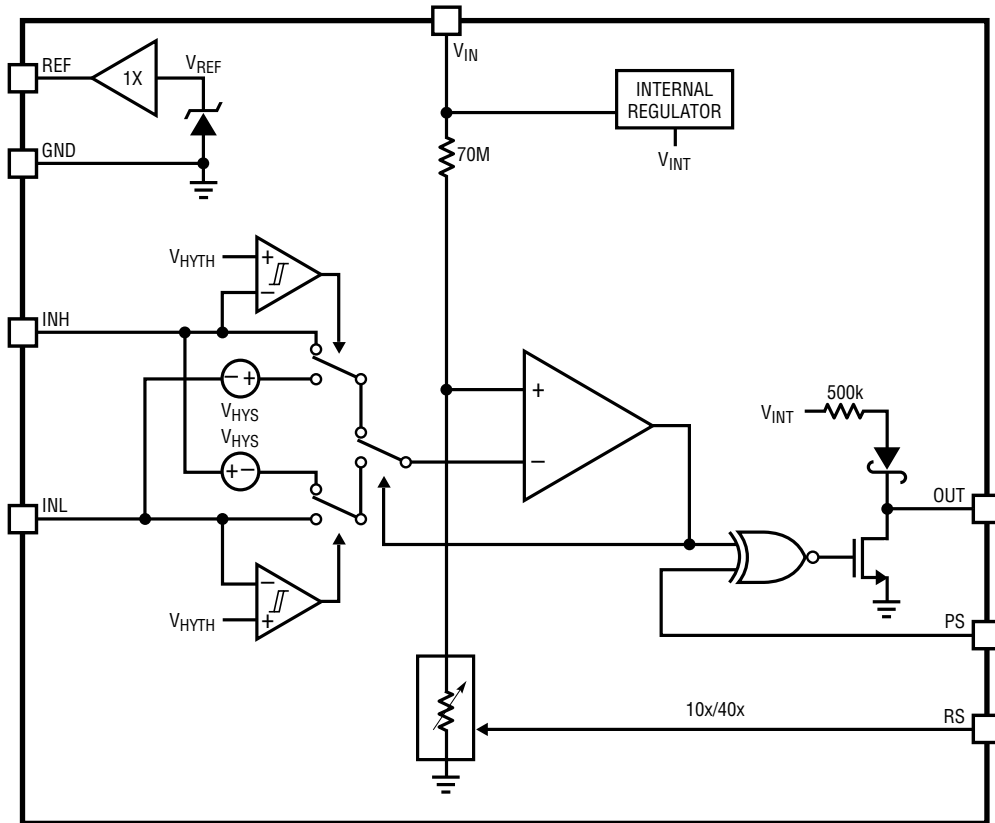 REF
1X
VREF
VIN
INTERNAL
REGULATOR
VINT
70M
GND
VHYTH
+
−
INH
− +
VHYS
VHYS
+ −
INL
−
+
VHYTH
+
−
VINT
500k
OUT
PS
10x/40x
RS